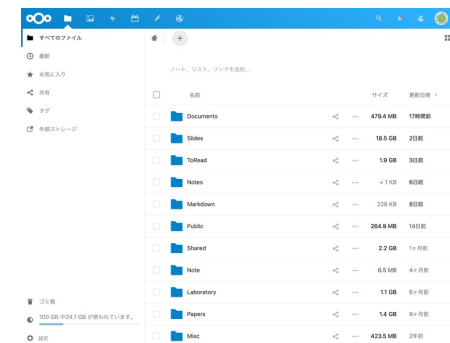 すべてのファイル
最新
お気に入り
共有
タグ
外部ストレージ
ゴミ箱
100 GB 中24.1 GB が使われています。
設定
ノート、リスト、リンクを追加...
名前 サイズ 更新日時
Documents 479.4 MB 17時間前
Slides 18.5 GB 2日前
ToRead 1.9 GB 3日前
Notes < 1 KB 6日前
Markdown 226 KB 8日前
Public 264.9 MB 14日前
Shared 2.2 GB 1ヶ月前
Note 6.5 MB 4ヶ月前
Laboratory 1.1 GB 6ヶ月前
Papers 1.4 GB 9ヶ月前
Misc 423.5 MB 2年前